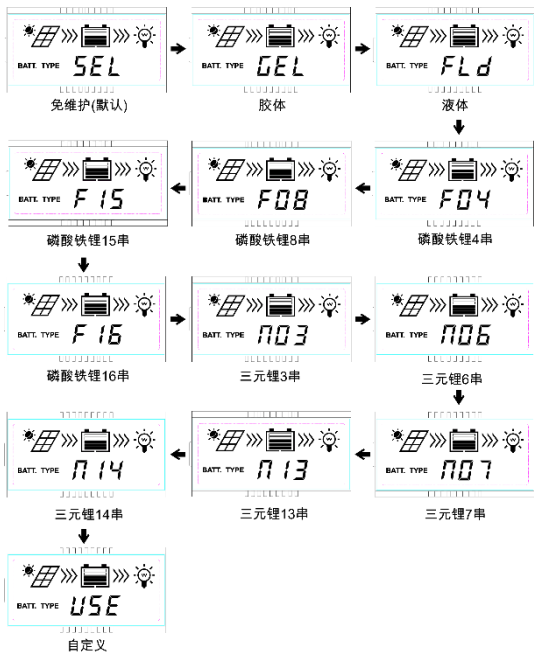 BATT. TYPE SEL
免维护(默认)
BATT. TYPE GEL
胶体
BATT. TYPE FLd
液体
BATT. TYPE F04
磷酸铁锂4串
BATT. TYPE F08
磷酸铁锂8串
BATT. TYPE F15
磷酸铁锂15串
BATT. TYPE F16
磷酸铁锂16串
BATT. TYPE N03
三元锂3串
BATT. TYPE N06
三元锂6串
BATT. TYPE N07
三元锂7串
BATT. TYPE N13
三元锂13串
BATT. TYPE N14
三元锂14串
BATT. TYPE USE
自定义